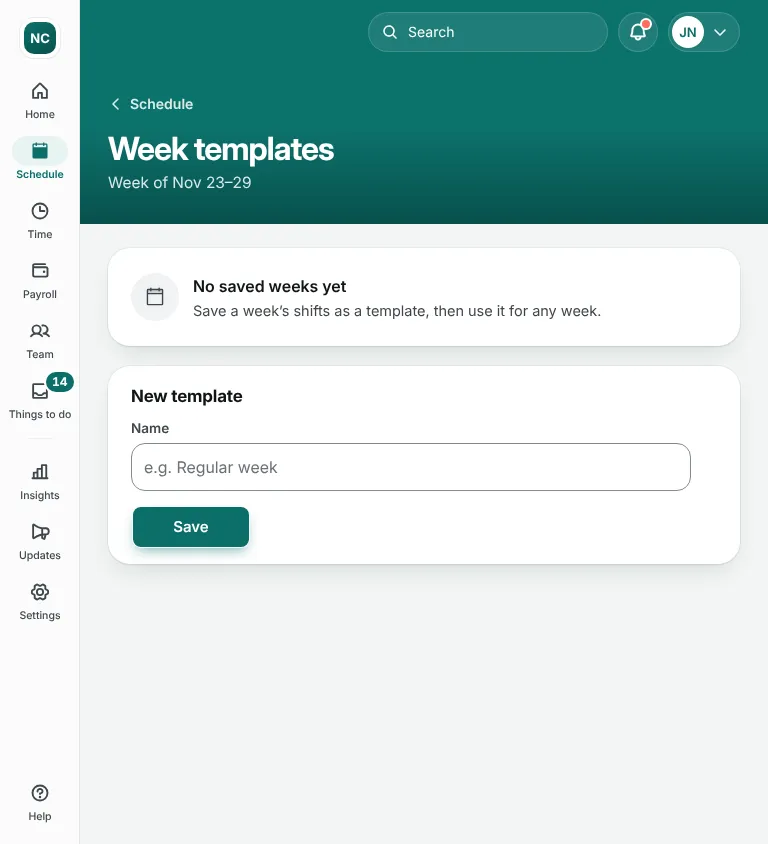 NC
Home
Schedule
Time
Payroll
Team
14
Things to do
Insights
Updates
Settings
Help
Search
JN
Schedule
Week templates
Week of Nov 23–29
No saved weeks yet
Save a week’s shifts as a template, then use it for any week.
New template
Name
e.g. Regular week
Save